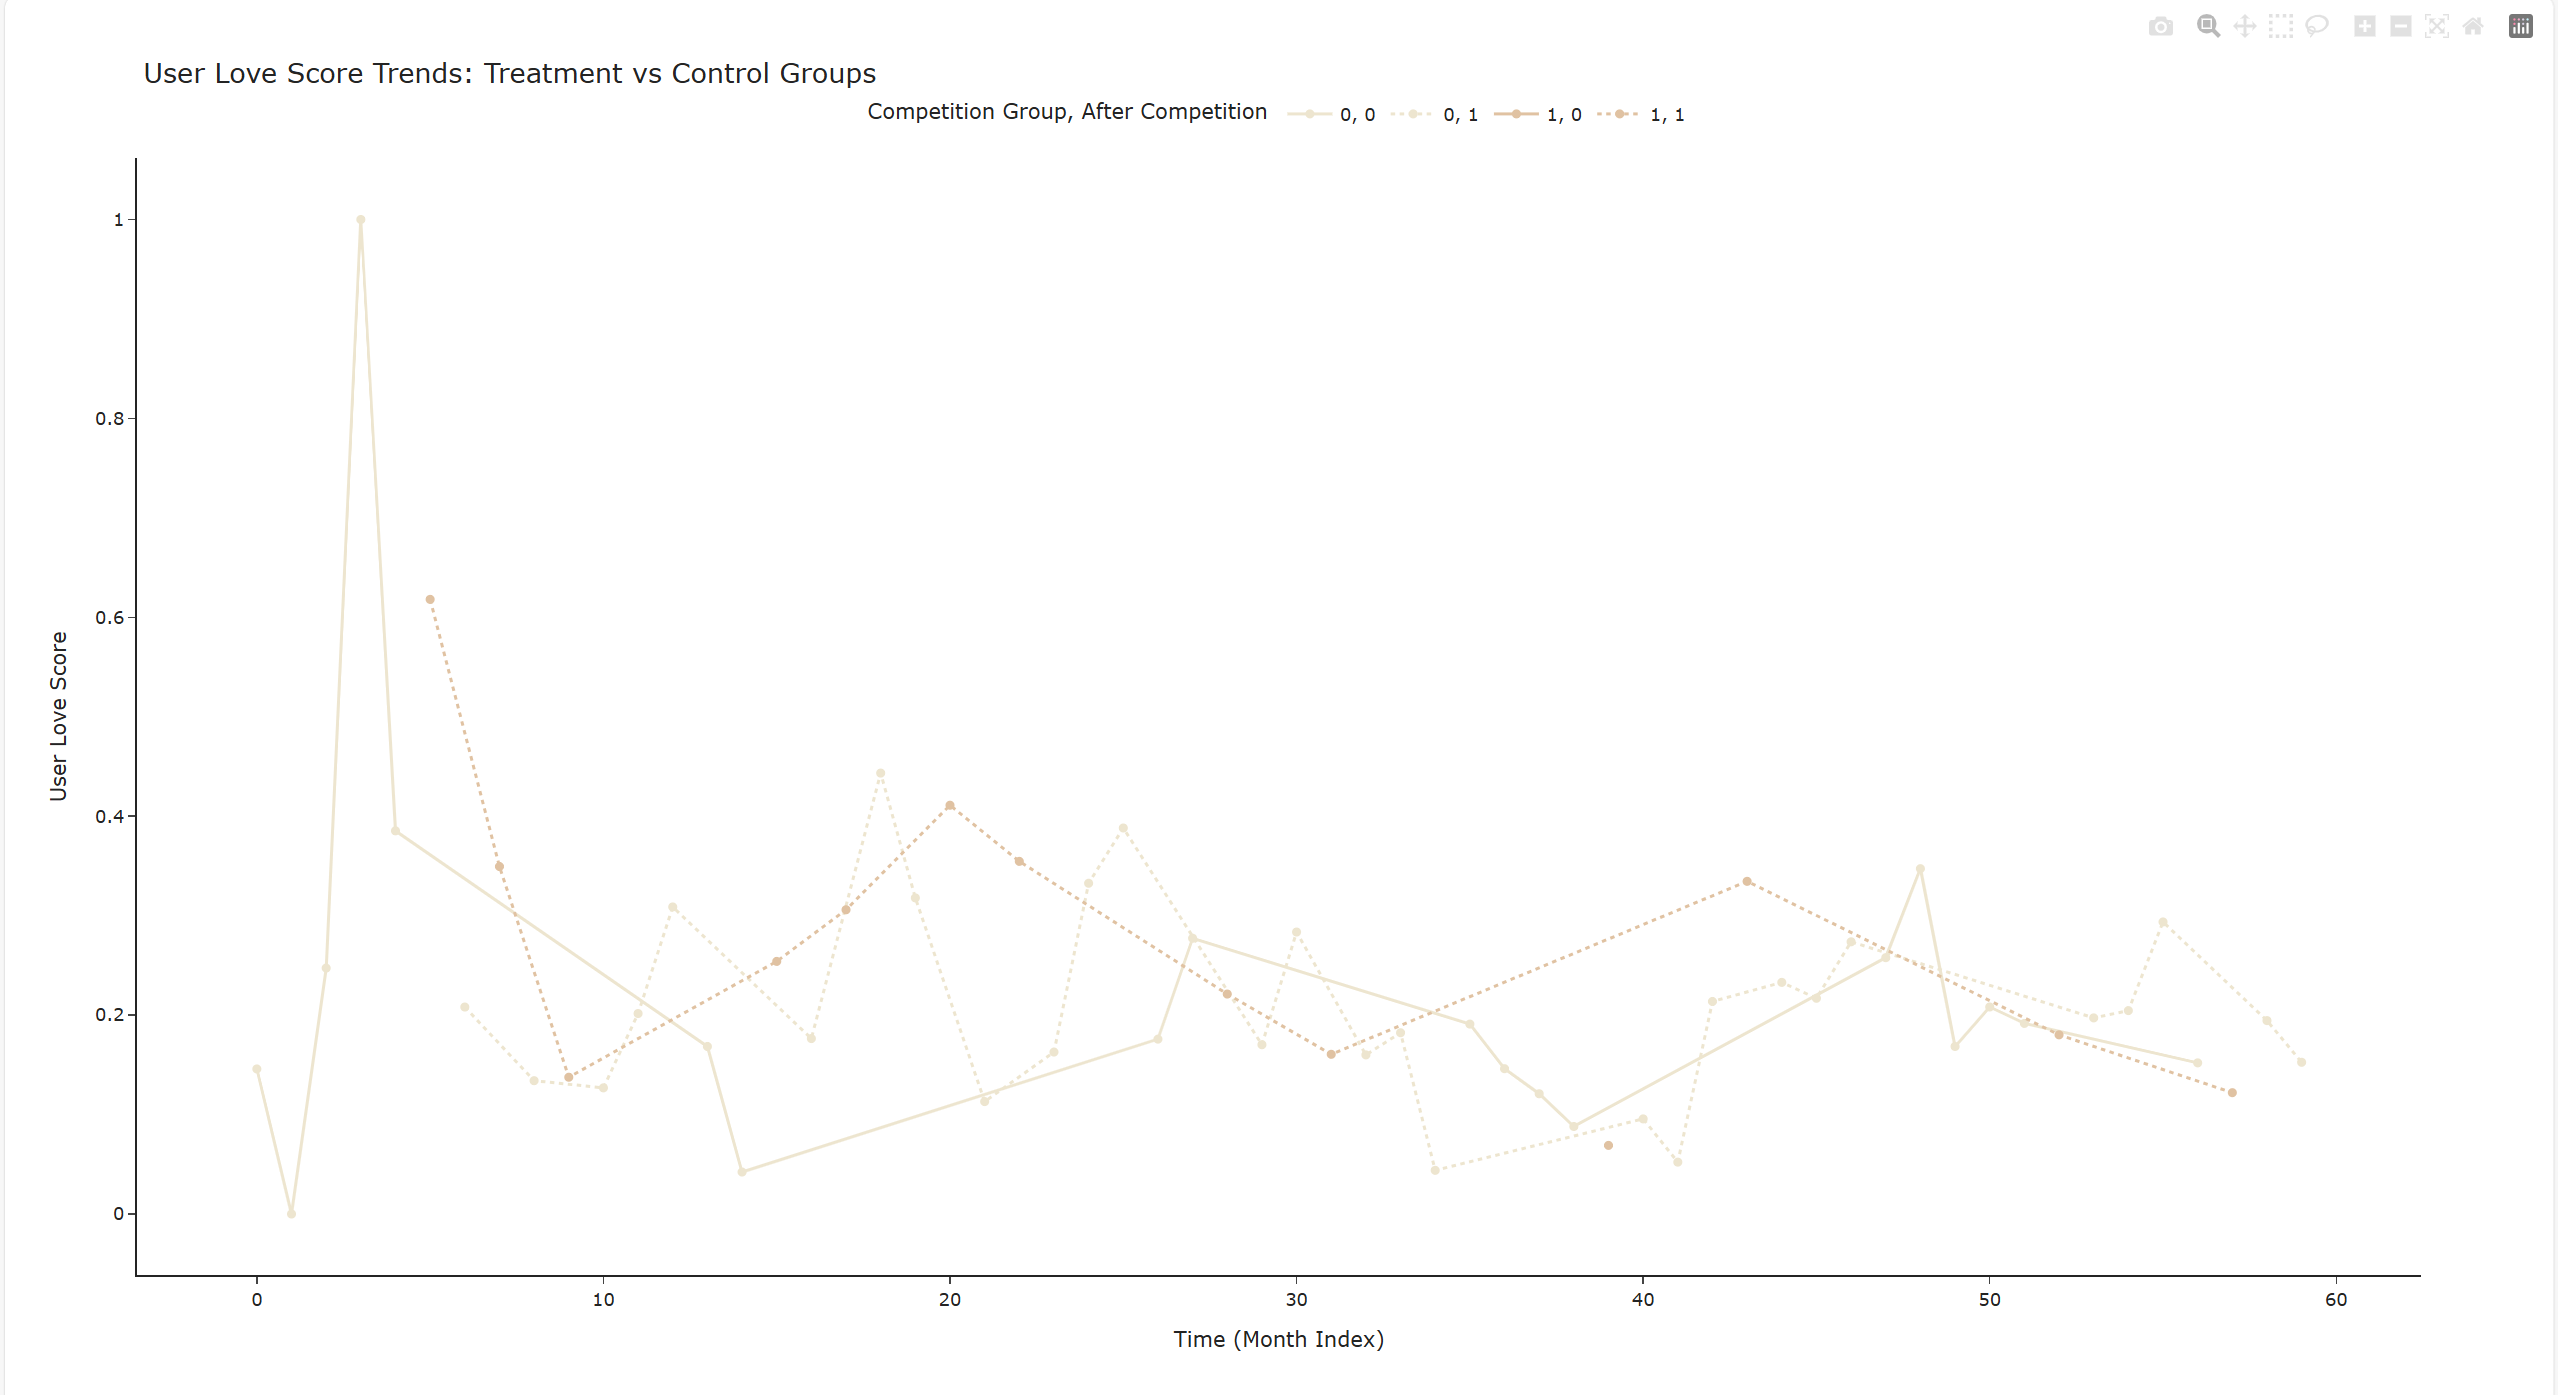 User Love Score Trends: Treatment vs Control Groups
Competition Group, After Competition 0, 0 0, 1 1, 0 1, 1
User Love Score
1
0.8
0.6
0.4
0.2
0
0 10 20 30 40 50 60
Time (Month Index)